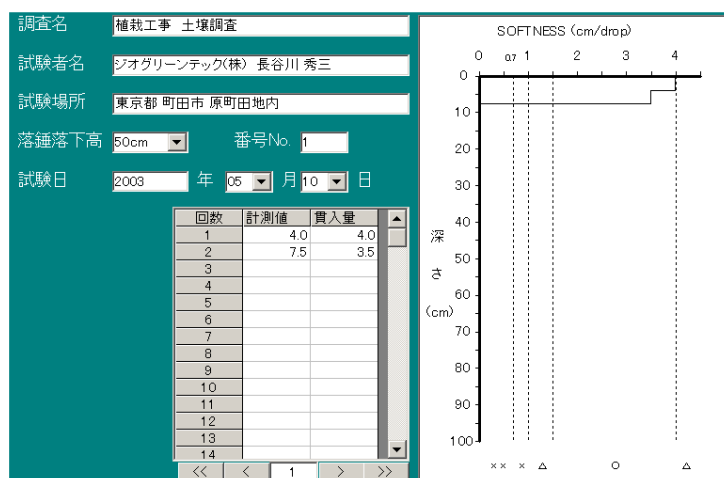 調査名 植栽工事 土壌調査
試験者名 ジオグリーンテック(株) 長谷川 秀三
試験場所 東京都 町田市 原町田地内
落錘落下高 50cm 番号No. 1
試験日 2003 年 05 月 10 日
回数 計測値 貫入量
1 4.0 4.0
2 7.5 3.5
3
4
5
6
7
8
9
10
11
12
13
14
<< < 1 > >>
SOFTNESS (cm/drop)
0 0.7 1 2 3 4
0
10
20
30
40
50
60
70
80
90
100
深さ(cm)
×× × △ ○ △